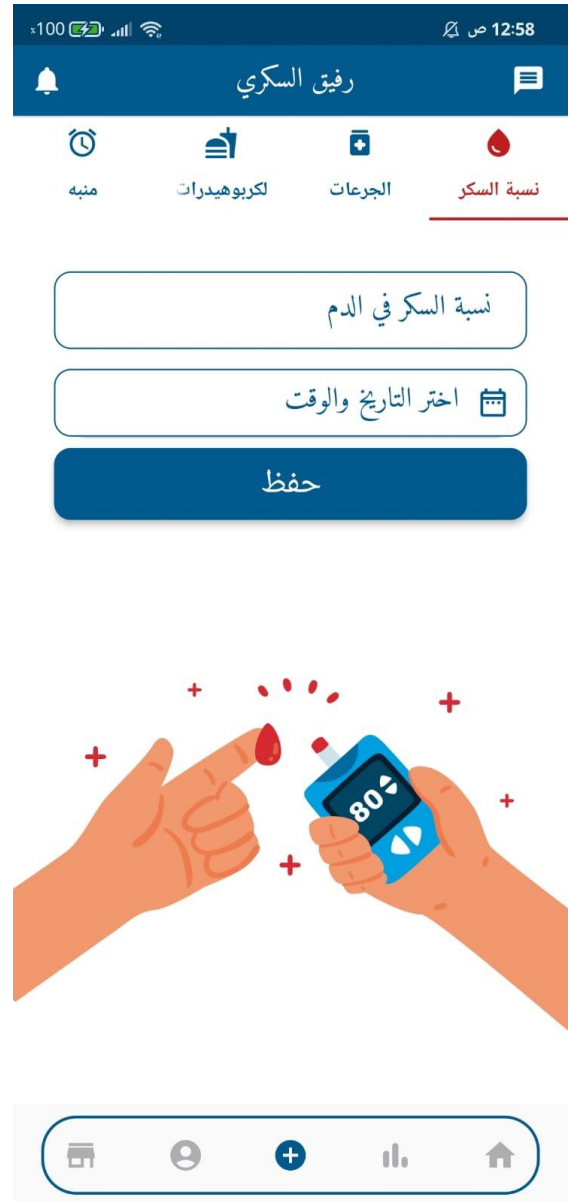 12:58 ص
100٪
رفيق السكري
نسبة السكر
الجرعات
لكربوهيدرات
منبه
نسبة السكر في الدم
اختر التاريخ والوقت
حفظ
80